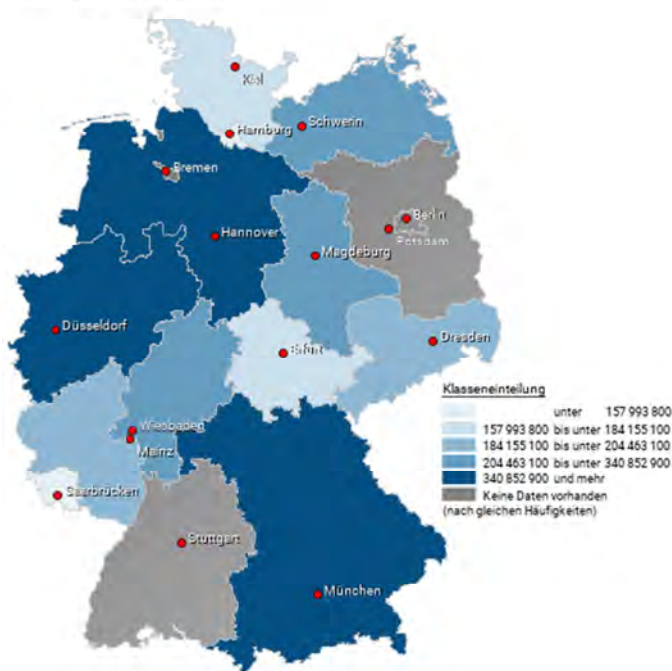 Kiel
Hamburg
Schwerin
Bremen
Berlin
Potsdam
Hannover
Magdeburg
Düsseldorf
Dresden
Erfurt
Klasseneinteilung
unter 157 993 800
157 993 800 bis unter 184 155 100
184 155 100 bis unter 204 463 100
204 463 100 bis unter 340 852 900
340 852 900 und mehr
Keine Daten vorhanden
(nach gleichen Häufigkeiten)
Wiesbaden
Mainz
Saarbrücken
Stuttgart
München